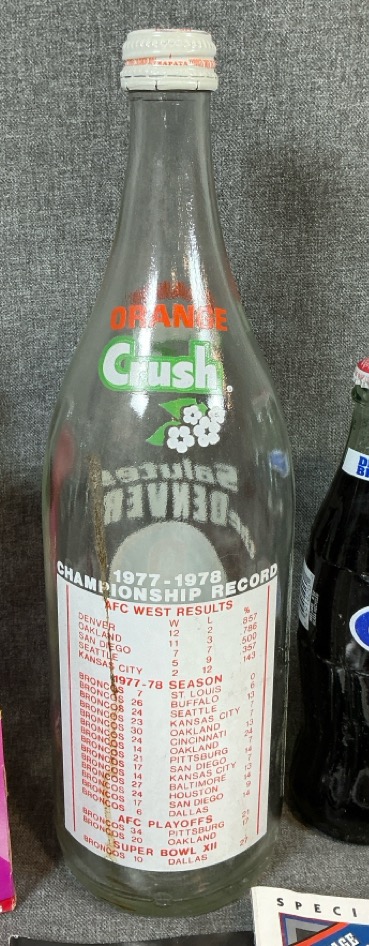 ORANGE
Crush
Salutes
the DENVER
1977-1978
CHAMPIONSHIP RECORD
AFC WEST RESULTS
W L %
DENVER 12 2 .857
OAKLAND 11 3 .786
SAN DIEGO 7 7 .500
SEATTLE 5 9 .357
KANSAS CITY 2 12 .143
1977-78 SEASON
BRONCOS 7 ST. LOUIS 0
BRONCOS 26 BUFFALO 6
BRONCOS 24 SEATTLE 13
BRONCOS 23 KANSAS CITY 7
BRONCOS 30 OAKLAND 7
BRONCOS 24 CINCINNATI 13
BRONCOS 14 OAKLAND 24
BRONCOS 21 PITTSBURG 7
BRONCOS 17 SAN DIEGO 14
BRONCOS 14 KANSAS CITY 7
BRONCOS 27 BALTIMORE 13
BRONCOS 24 HOUSTON 14
BRONCOS 17 SAN DIEGO 9
BRONCOS 6 DALLAS 14
AFC PLAYOFFS
BRONCOS 34 PITTSBURG 21
BRONCOS 20 OAKLAND 17
SUPER BOWL XII
BRONCOS 10 DALLAS 27
SPECI